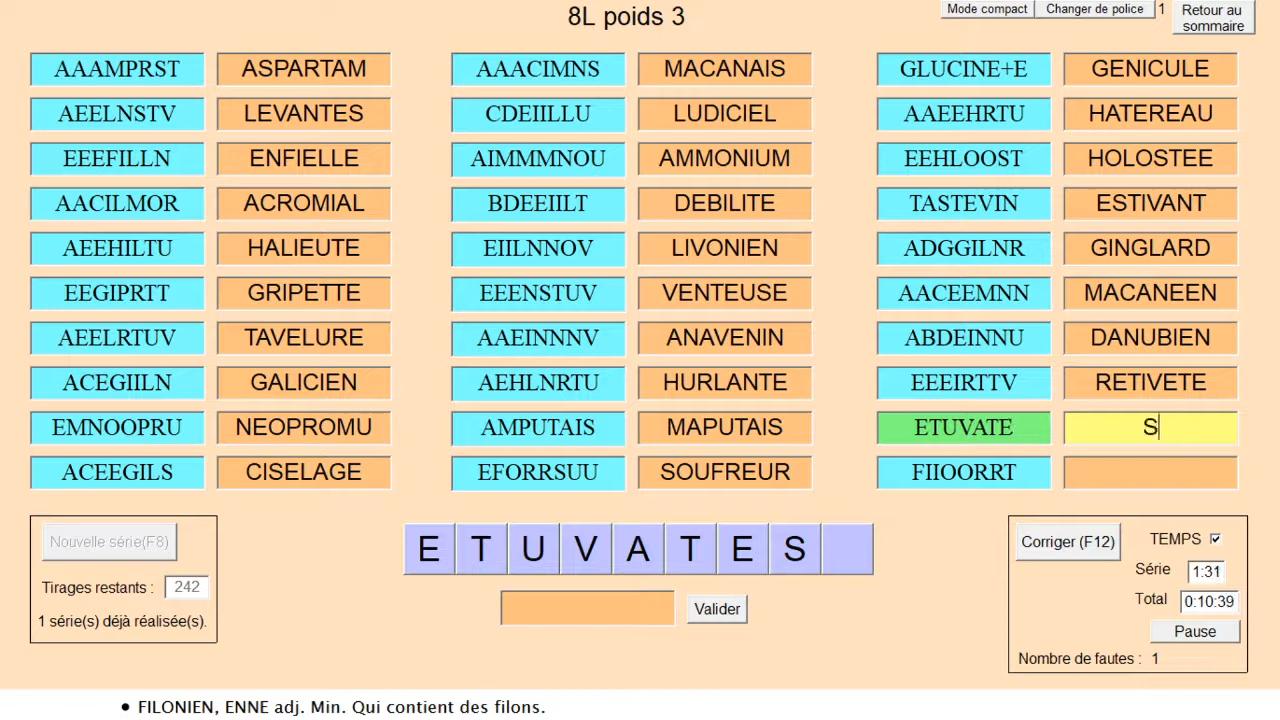 8L poids 3
Mode compact Changer de police 1 Retour au sommaire
AAAMPRST ASPARTAM AAACIMNS MACANAIS GLUCINE+E GENICULE
AEELNSTV LEVANTES CDEIILLU LUDICIEL AAEEHRTU HATEREAU
EEEFILLN ENFIELLE AIMMMNOU AMMONIUM EEHLOOST HOLOSTEE
AACILMOR ACROMIAL BDEEIILT DEBILITE TASTEVIN ESTIVANT
AEEHILTU HALIEUTE EIILNNOV LIVONIEN ADGGILNR GINGLARD
EEGIPRTT GRIPETTE EEENSTUV VENTEUSE AACEEMNN MACANEEN
AEELRTUV TAVELURE AAEINNNV ANAVENIN ABDEINNU DANUBIEN
ACEGIILN GALICIEN AEHLNRTU HURLANTE EEEIRTTV RETIVETE
EMNOOPRU NEOPROMU AMPUTAIS MAPUTAIS ETUVATE S
ACEEGILS CISELAGE EFORRSUU SOUFREUR FIIOORRT
Nouvelle série(F8)
Tirages restants : 242
1 série(s) déjà réalisée(s).
E T U V A T E S
Valider
Corriger (F12) TEMPS
Série 1:31
Total 0:10:39
Pause
Nombre de fautes : 1
• FILONIEN, ENNE adj. Min. Qui contient des filons.